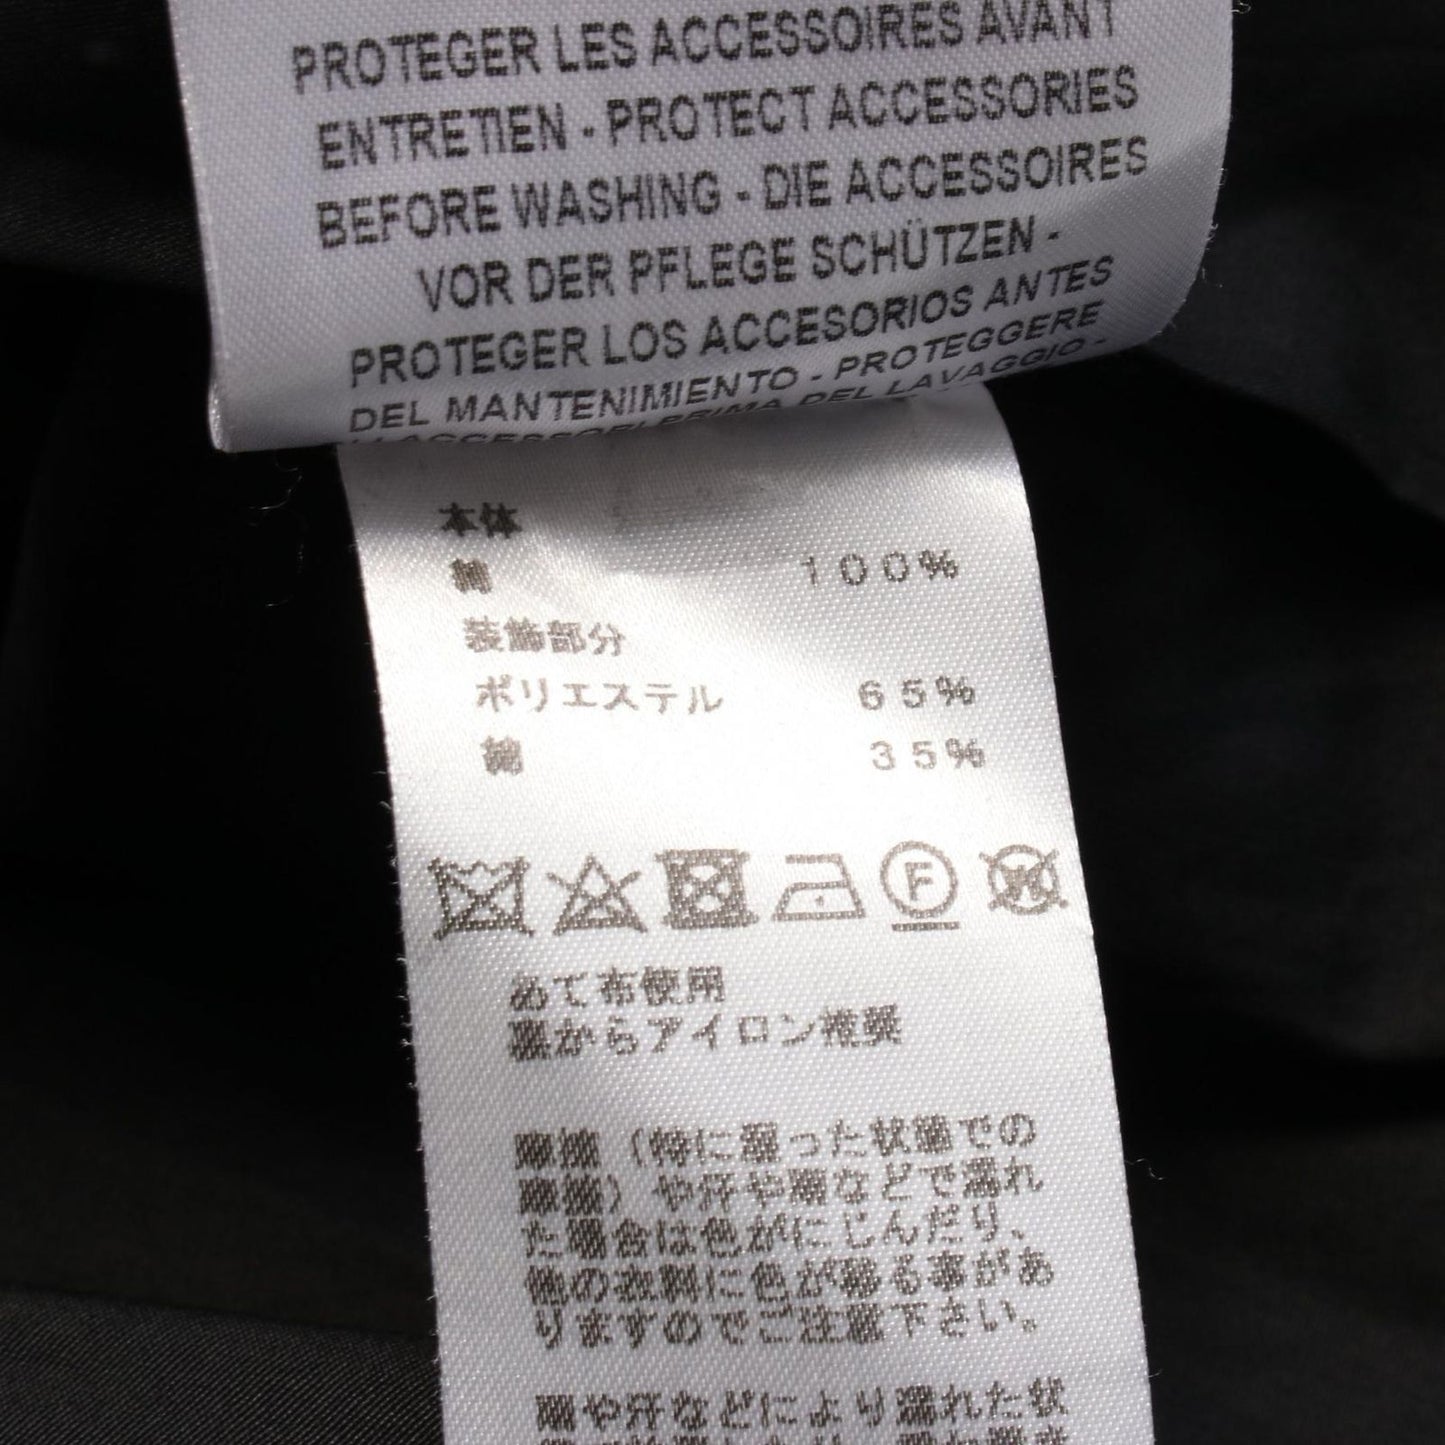 PROTEGER LES ACCESSOIRES AVANT
ENTRETIEN - PROTECT ACCESSORIES
BEFORE WASHING - DIE ACCESSOIRES
VOR DER PFLEGE SCHÜTZEN -
PROTEGER LOS ACCESORIOS ANTES
DEL MANTENIMIENTO - PROTEGGERE
PRIMA DEL LAVAGGIO -
本体
綿 100%
装飾部分
ポリエステル 65%
綿 35%
F
あて布使用
裏からアイロン推奨
摩擦(特に湿った状態での
摩擦)や汗や雨などで濡れ
た場合は色がにじんだり、
他の衣料に色が移る事があ
りますのでご注意下さい。
雨や汗などにより濡れた状